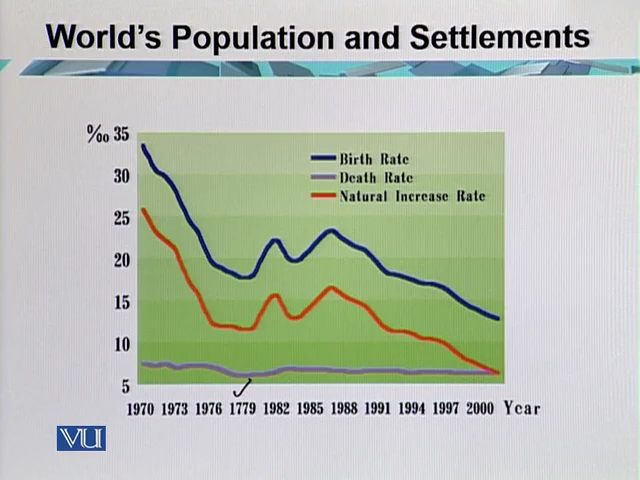 World's Population and Settlements
‰ 35
30
25
20
15
10
5
Birth Rate
Death Rate
Natural Increase Rate
1970 1973 1976 1779 1982 1985 1988 1991 1994 1997 2000 Year
VU